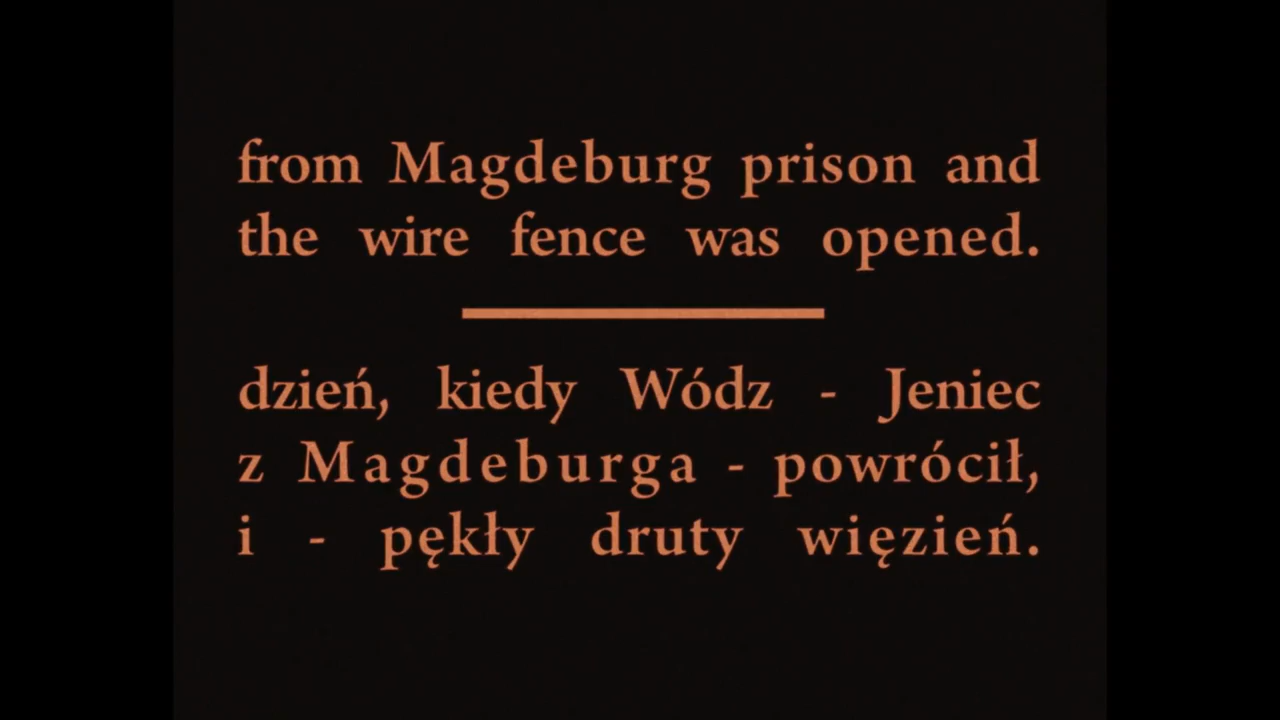 from Magdeburg prison and
the wire fence was opened.
dzień, kiedy Wódz - Jeniec
z Magdeburga - powrócił,
i - pękły druty więzień.